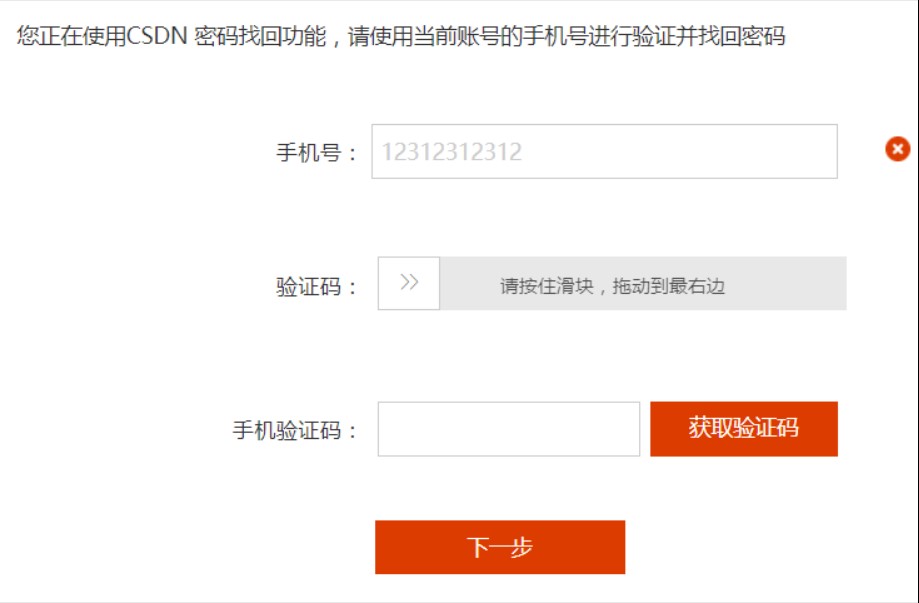 您正在使用CSDN 密码找回功能，请使用当前账号的手机号进行验证并找回密码
手机号： 12312312312
验证码： 请按住滑块，拖动到最右边
手机验证码： 获取验证码
下一步